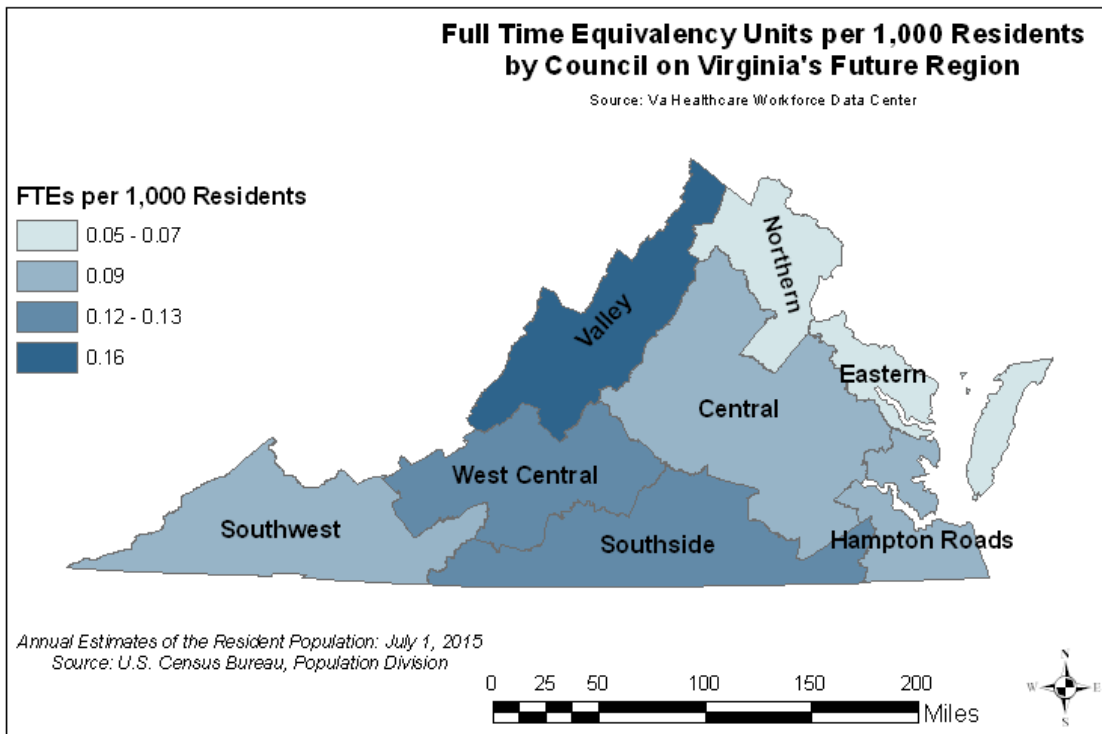 Full Time Equivalency Units per 1,000 Residents
by Council on Virginia's Future Region
Source: Va Healthcare Workforce Data Center
FTEs per 1,000 Residents
0.05 - 0.07
0.09
0.12 - 0.13
0.16
Northern
Valley
Eastern
Central
West Central
Southwest
Southside
Hampton Roads
Annual Estimates of the Resident Population: July 1, 2015
Source: U.S. Census Bureau, Population Division
0 25 50 100 150 200
Miles
N
W E
S